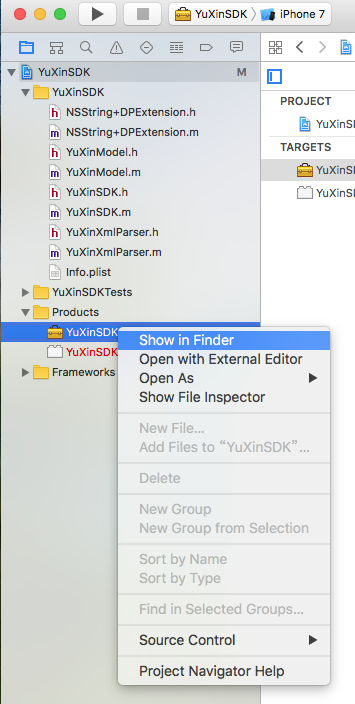 YuXinSDK
iPhone 7
YuXinSDK
M
YuXinSDK
NSString+DPExtension.h
NSString+DPExtension.m
YuXinModel.h
YuXinModel.m
YuXinSDK.h
YuXinSDK.m
YuXinXmlParser.h
YuXinXmlParser.m
Info.plist
YuXinSDKTests
Products
YuXinSDK
YuXinSDK
Frameworks
PROJECT
YuXinS
TARGETS
YuXinS
YuXinS
Show in Finder
Open with External Editor
Open As
Show File Inspector
New File...
Add Files to “YuXinSDK”...
Delete
New Group
New Group from Selection
Sort by Name
Sort by Type
Find in Selected Groups...
Source Control
Project Navigator Help